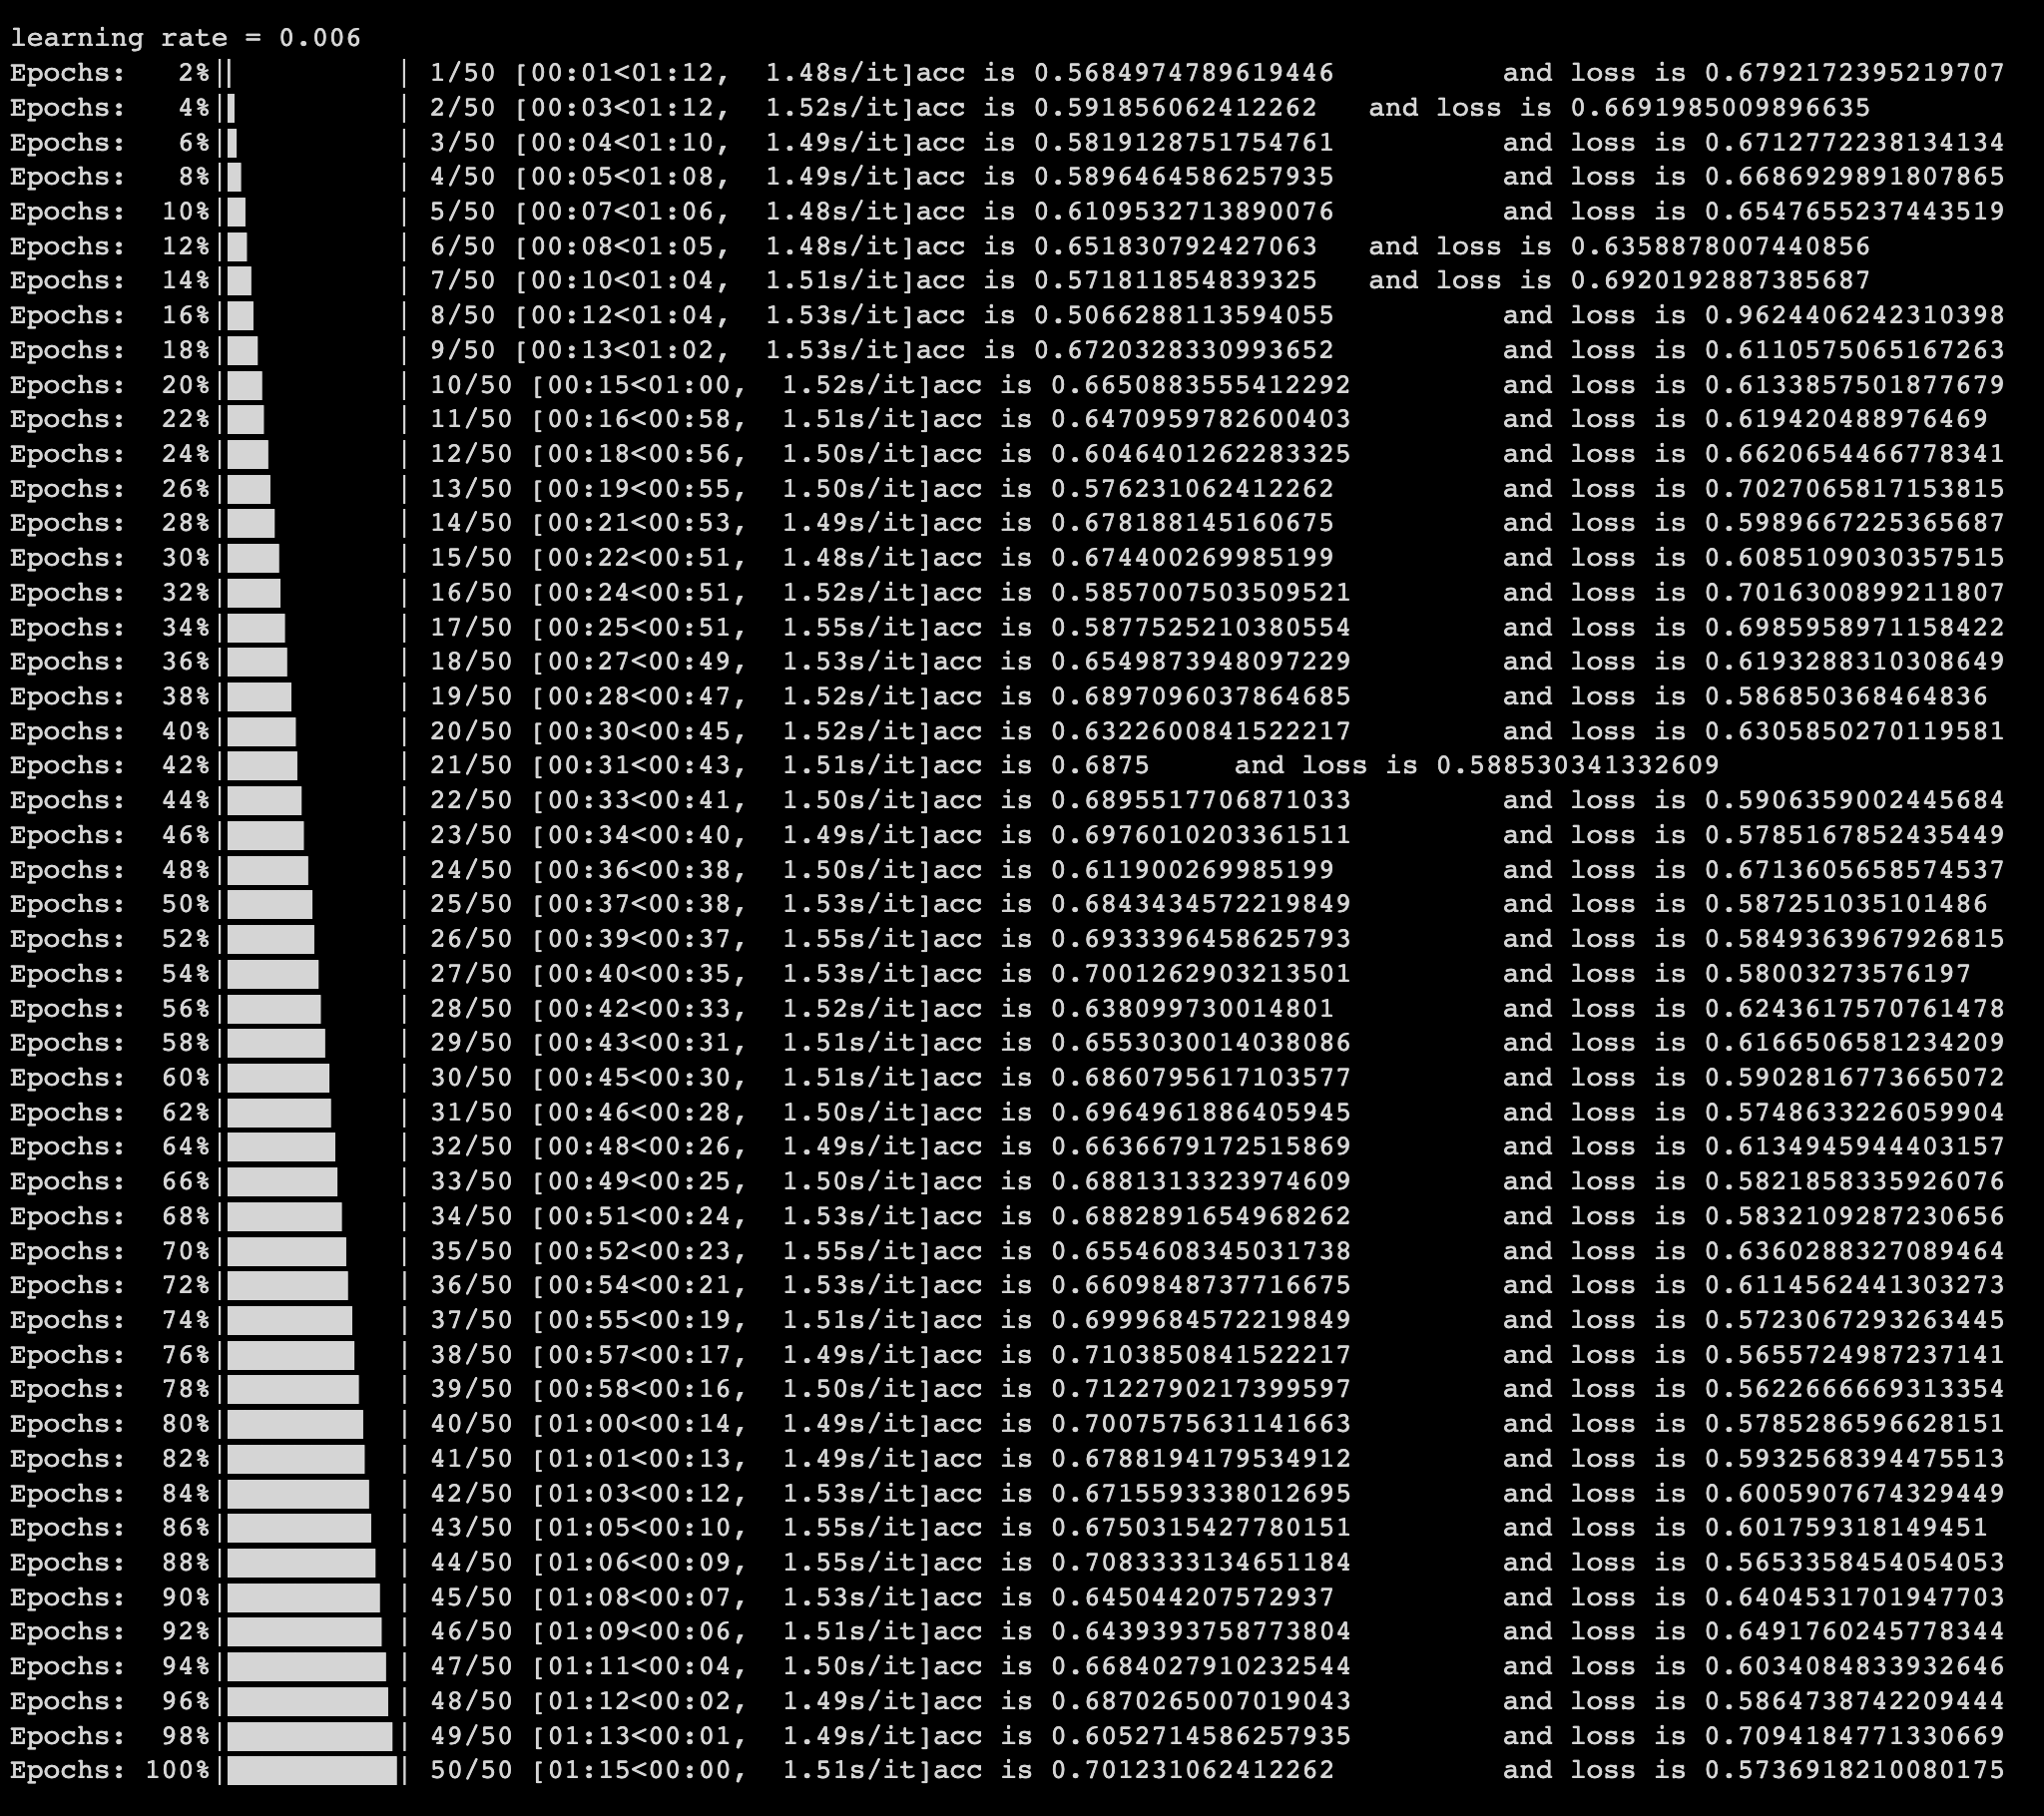 learning rate = 0.006
Epochs:   2%|| | 1/50 [00:01<01:12,  1.48s/it]acc is 0.5684974789619446 and loss is 0.6792172395219707
Epochs:   4%| | 2/50 [00:03<01:12,  1.52s/it]acc is 0.591856062412262 and loss is 0.6691985009896635
Epochs:   6%| | 3/50 [00:04<01:10,  1.49s/it]acc is 0.5819128751754761 and loss is 0.6712772238134134
Epochs:   8%| | 4/50 [00:05<01:08,  1.49s/it]acc is 0.5896464586257935 and loss is 0.6686929891807865
Epochs:  10%| | 5/50 [00:07<01:06,  1.48s/it]acc is 0.6109532713890076 and loss is 0.6547655237443519
Epochs:  12%| | 6/50 [00:08<01:05,  1.48s/it]acc is 0.651830792427063 and loss is 0.6358878007440856
Epochs:  14%| | 7/50 [00:10<01:04,  1.51s/it]acc is 0.571811854839325 and loss is 0.6920192887385687
Epochs:  16%| | 8/50 [00:12<01:04,  1.53s/it]acc is 0.5066288113594055 and loss is 0.9624406242310398
Epochs:  18%| | 9/50 [00:13<01:02,  1.53s/it]acc is 0.6720328330993652 and loss is 0.6110575065167263
Epochs:  20%| | 10/50 [00:15<01:00,  1.52s/it]acc is 0.6650883555412292 and loss is 0.6133857501877679
Epochs:  22%| | 11/50 [00:16<00:58,  1.51s/it]acc is 0.6470959782600403 and loss is 0.619420488976469
Epochs:  24%| | 12/50 [00:18<00:56,  1.50s/it]acc is 0.6046401262283325 and loss is 0.6620654466778341
Epochs:  26%| | 13/50 [00:19<00:55,  1.50s/it]acc is 0.576231062412262 and loss is 0.7027065817153815
Epochs:  28%| | 14/50 [00:21<00:53,  1.49s/it]acc is 0.678188145160675 and loss is 0.5989667225365687
Epochs:  30%| | 15/50 [00:22<00:51,  1.48s/it]acc is 0.674400269985199 and loss is 0.6085109030357515
Epochs:  32%| | 16/50 [00:24<00:51,  1.52s/it]acc is 0.5857007503509521 and loss is 0.7016300899211807
Epochs:  34%| | 17/50 [00:25<00:51,  1.55s/it]acc is 0.5877525210380554 and loss is 0.6985958971158422
Epochs:  36%| | 18/50 [00:27<00:49,  1.53s/it]acc is 0.6549873948097229 and loss is 0.6193288310308649
Epochs:  38%| | 19/50 [00:28<00:47,  1.52s/it]acc is 0.6897096037864685 and loss is 0.586850368464836
Epochs:  40%| | 20/50 [00:30<00:45,  1.52s/it]acc is 0.6322600841522217 and loss is 0.6305850270119581
Epochs:  42%| | 21/50 [00:31<00:43,  1.51s/it]acc is 0.6875 and loss is 0.588530341332609
Epochs:  44%| | 22/50 [00:33<00:41,  1.50s/it]acc is 0.6895517706871033 and loss is 0.5906359002445684
Epochs:  46%| | 23/50 [00:34<00:40,  1.49s/it]acc is 0.6976010203361511 and loss is 0.5785167852435449
Epochs:  48%| | 24/50 [00:36<00:38,  1.50s/it]acc is 0.611900269985199 and loss is 0.6713605658574537
Epochs:  50%| | 25/50 [00:37<00:38,  1.53s/it]acc is 0.6843434572219849 and loss is 0.587251035101486
Epochs:  52%| | 26/50 [00:39<00:37,  1.55s/it]acc is 0.6933396458625793 and loss is 0.5849363967926815
Epochs:  54%| | 27/50 [00:40<00:35,  1.53s/it]acc is 0.7001262903213501 and loss is 0.58003273576197
Epochs:  56%| | 28/50 [00:42<00:33,  1.52s/it]acc is 0.638099730014801 and loss is 0.6243617570761478
Epochs:  58%| | 29/50 [00:43<00:31,  1.51s/it]acc is 0.6553030014038086 and loss is 0.6166506581234209
Epochs:  60%| | 30/50 [00:45<00:30,  1.51s/it]acc is 0.6860795617103577 and loss is 0.5902816773665072
Epochs:  62%| | 31/50 [00:46<00:28,  1.50s/it]acc is 0.6964961886405945 and loss is 0.5748633226059904
Epochs:  64%| | 32/50 [00:48<00:26,  1.49s/it]acc is 0.6636679172515869 and loss is 0.6134945944403157
Epochs:  66%| | 33/50 [00:49<00:25,  1.50s/it]acc is 0.6881313323974609 and loss is 0.5821858335926076
Epochs:  68%| | 34/50 [00:51<00:24,  1.53s/it]acc is 0.6882891654968262 and loss is 0.5832109287230656
Epochs:  70%| | 35/50 [00:52<00:23,  1.55s/it]acc is 0.6554608345031738 and loss is 0.6360288327089464
Epochs:  72%| | 36/50 [00:54<00:21,  1.53s/it]acc is 0.6609848737716675 and loss is 0.6114562441303273
Epochs:  74%| | 37/50 [00:55<00:19,  1.51s/it]acc is 0.6999684572219849 and loss is 0.5723067293263445
Epochs:  76%| | 38/50 [00:57<00:17,  1.49s/it]acc is 0.7103850841522217 and loss is 0.5655724987237141
Epochs:  78%| | 39/50 [00:58<00:16,  1.50s/it]acc is 0.7122790217399597 and loss is 0.5622666669313354
Epochs:  80%| | 40/50 [01:00<00:14,  1.49s/it]acc is 0.7007575631141663 and loss is 0.5785286596628151
Epochs:  82%| | 41/50 [01:01<00:13,  1.49s/it]acc is 0.6788194179534912 and loss is 0.5932568394475513
Epochs:  84%| | 42/50 [01:03<00:12,  1.53s/it]acc is 0.6715593338012695 and loss is 0.6005907674329449
Epochs:  86%| | 43/50 [01:05<00:10,  1.55s/it]acc is 0.6750315427780151 and loss is 0.601759318149451
Epochs:  88%| | 44/50 [01:06<00:09,  1.55s/it]acc is 0.7083333134651184 and loss is 0.5653358454054053
Epochs:  90%| | 45/50 [01:08<00:07,  1.53s/it]acc is 0.645044207572937 and loss is 0.6404531701947703
Epochs:  92%| | 46/50 [01:09<00:06,  1.51s/it]acc is 0.6439393758773804 and loss is 0.6491760245778344
Epochs:  94%| | 47/50 [01:11<00:04,  1.50s/it]acc is 0.6684027910232544 and loss is 0.6034084833932646
Epochs:  96%| | 48/50 [01:12<00:02,  1.49s/it]acc is 0.6870265007019043 and loss is 0.5864738742209444
Epochs:  98%| | 49/50 [01:13<00:01,  1.49s/it]acc is 0.6052714586257935 and loss is 0.7094184771330669
Epochs: 100%| | 50/50 [01:15<00:00,  1.51s/it]acc is 0.701231062412262 and loss is 0.5736918210080175